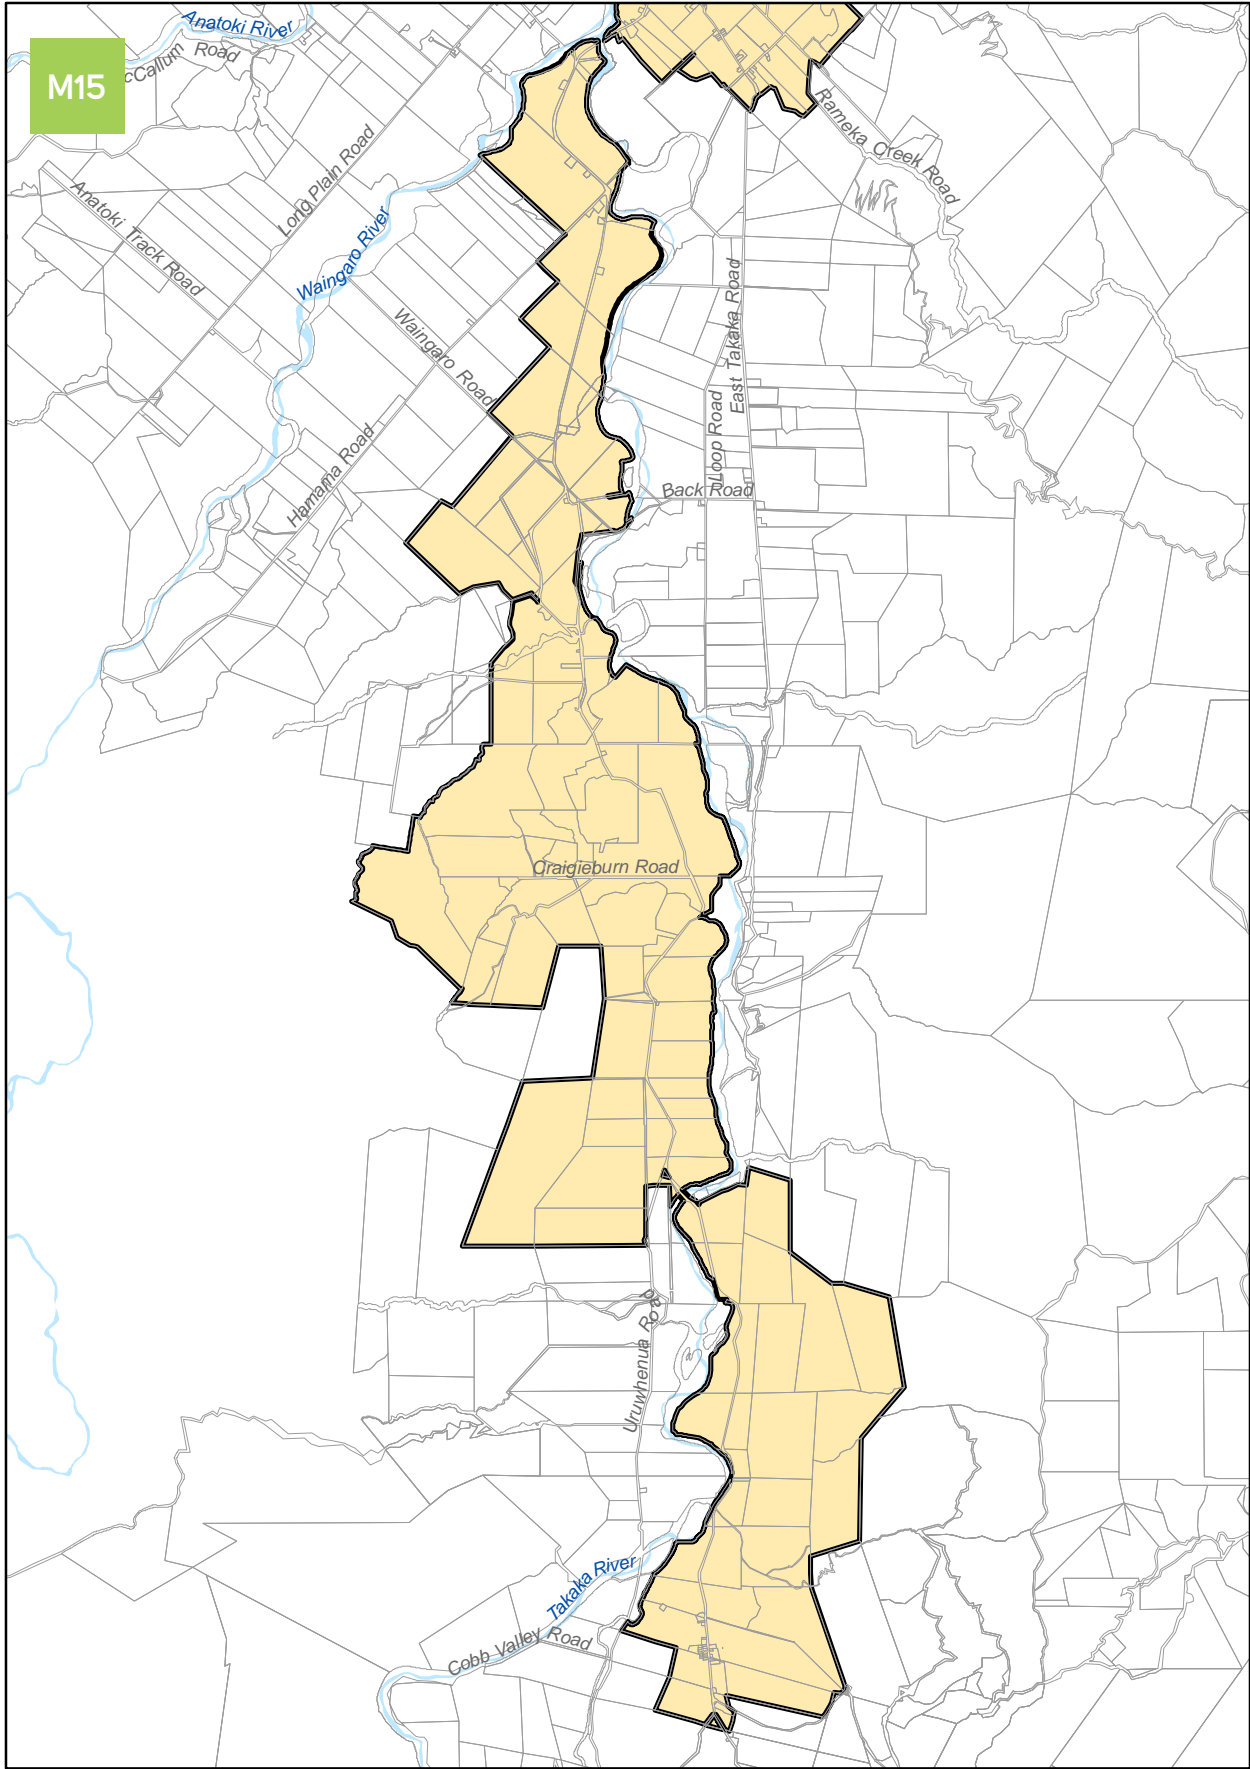 Anatoki River
M15
cCallum Road
Rameka Creek Road
Long Plain Road
Anatoki Track Road
Waingaro River
East Takaka Road
Waingaro Road
Loop Road
Hamama Road
Back Road
Craigieburn Road
Uruwhenua Road
Takaka River
Cobb Valley Road